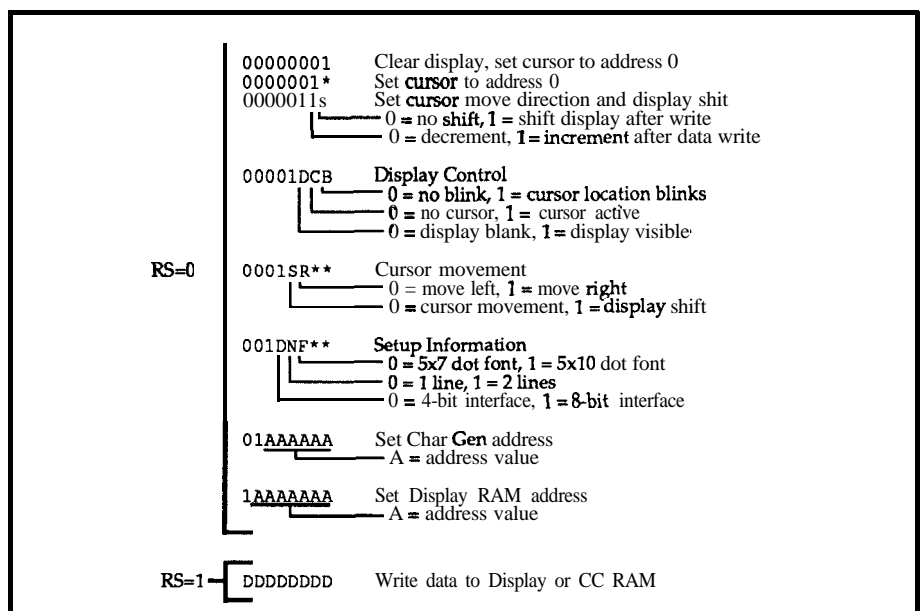 00000001 Clear display, set cursor to address 0
0000001* Set cursor to address 0
0000011s Set cursor move direction and display shit
0 = no shift, 1 = shift display after write
0 = decrement, 1 = increment after data write
00001DCB Display Control
0 = no blink, 1 = cursor location blinks
0 = no cursor, 1 = cursor active
0 = display blank, 1 = display visible
RS=0 0001SR** Cursor movement
0 = move left, 1 = move right
0 = cursor movement, 1 = display shift
001DNF** Setup Information
0 = 5x7 dot font, 1 = 5x10 dot font
0 = 1 line, 1 = 2 lines
0 = 4-bit interface, 1 = 8-bit interface
01AAAAAA Set Char Gen address
A = address value
1AAAAAAA Set Display RAM address
A = address value
RS=1 DDDDDDDD Write data to Display or CC RAM